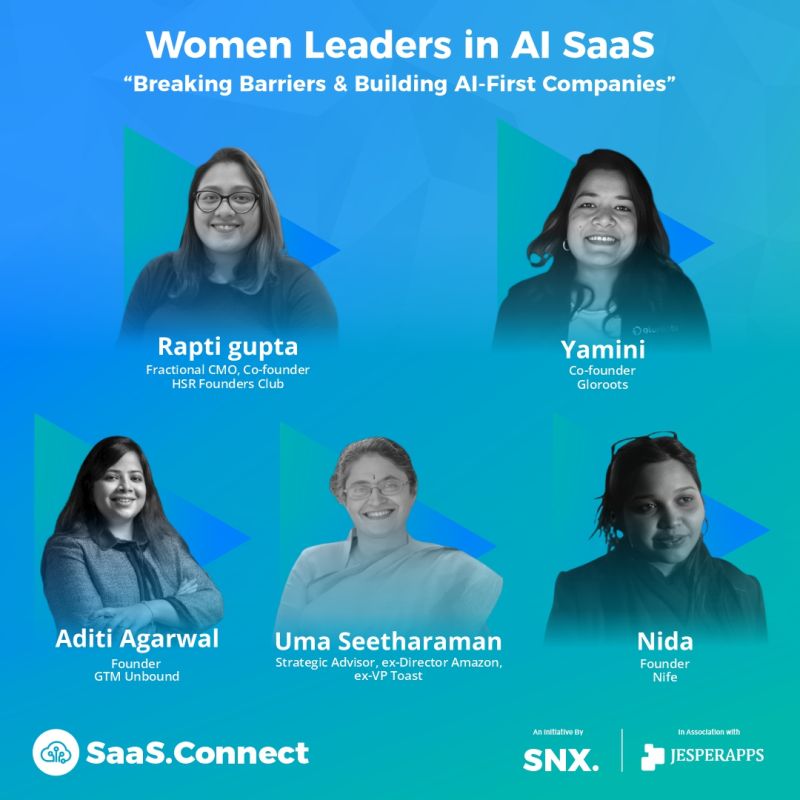 Women Leaders in AI SaaS
“Breaking Barriers & Building AI-First Companies”
Rapti gupta
Fractional CMO, Co-founder
HSR Founders Club
Yamini
Co-founder
Gloroots
Aditi Agarwal
Founder
GTM Unbound
Uma Seetharaman
Strategic Advisor, ex-Director Amazon,
ex-VP Toast
Nida
Founder
Nife
SaaS.Connect
An Initiative By
SNX.
In Association with
JESPERAPPS